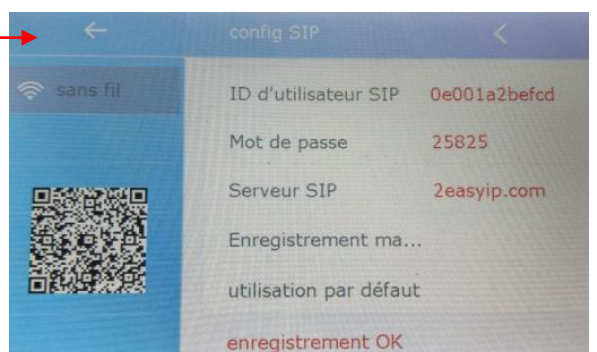 config SIP
sans fil
ID d'utilisateur SIP 0e001a2befcd
Mot de passe 25825
Serveur SIP 2easyip.com
Enregistrement ma...
utilisation par défaut
enregistrement OK